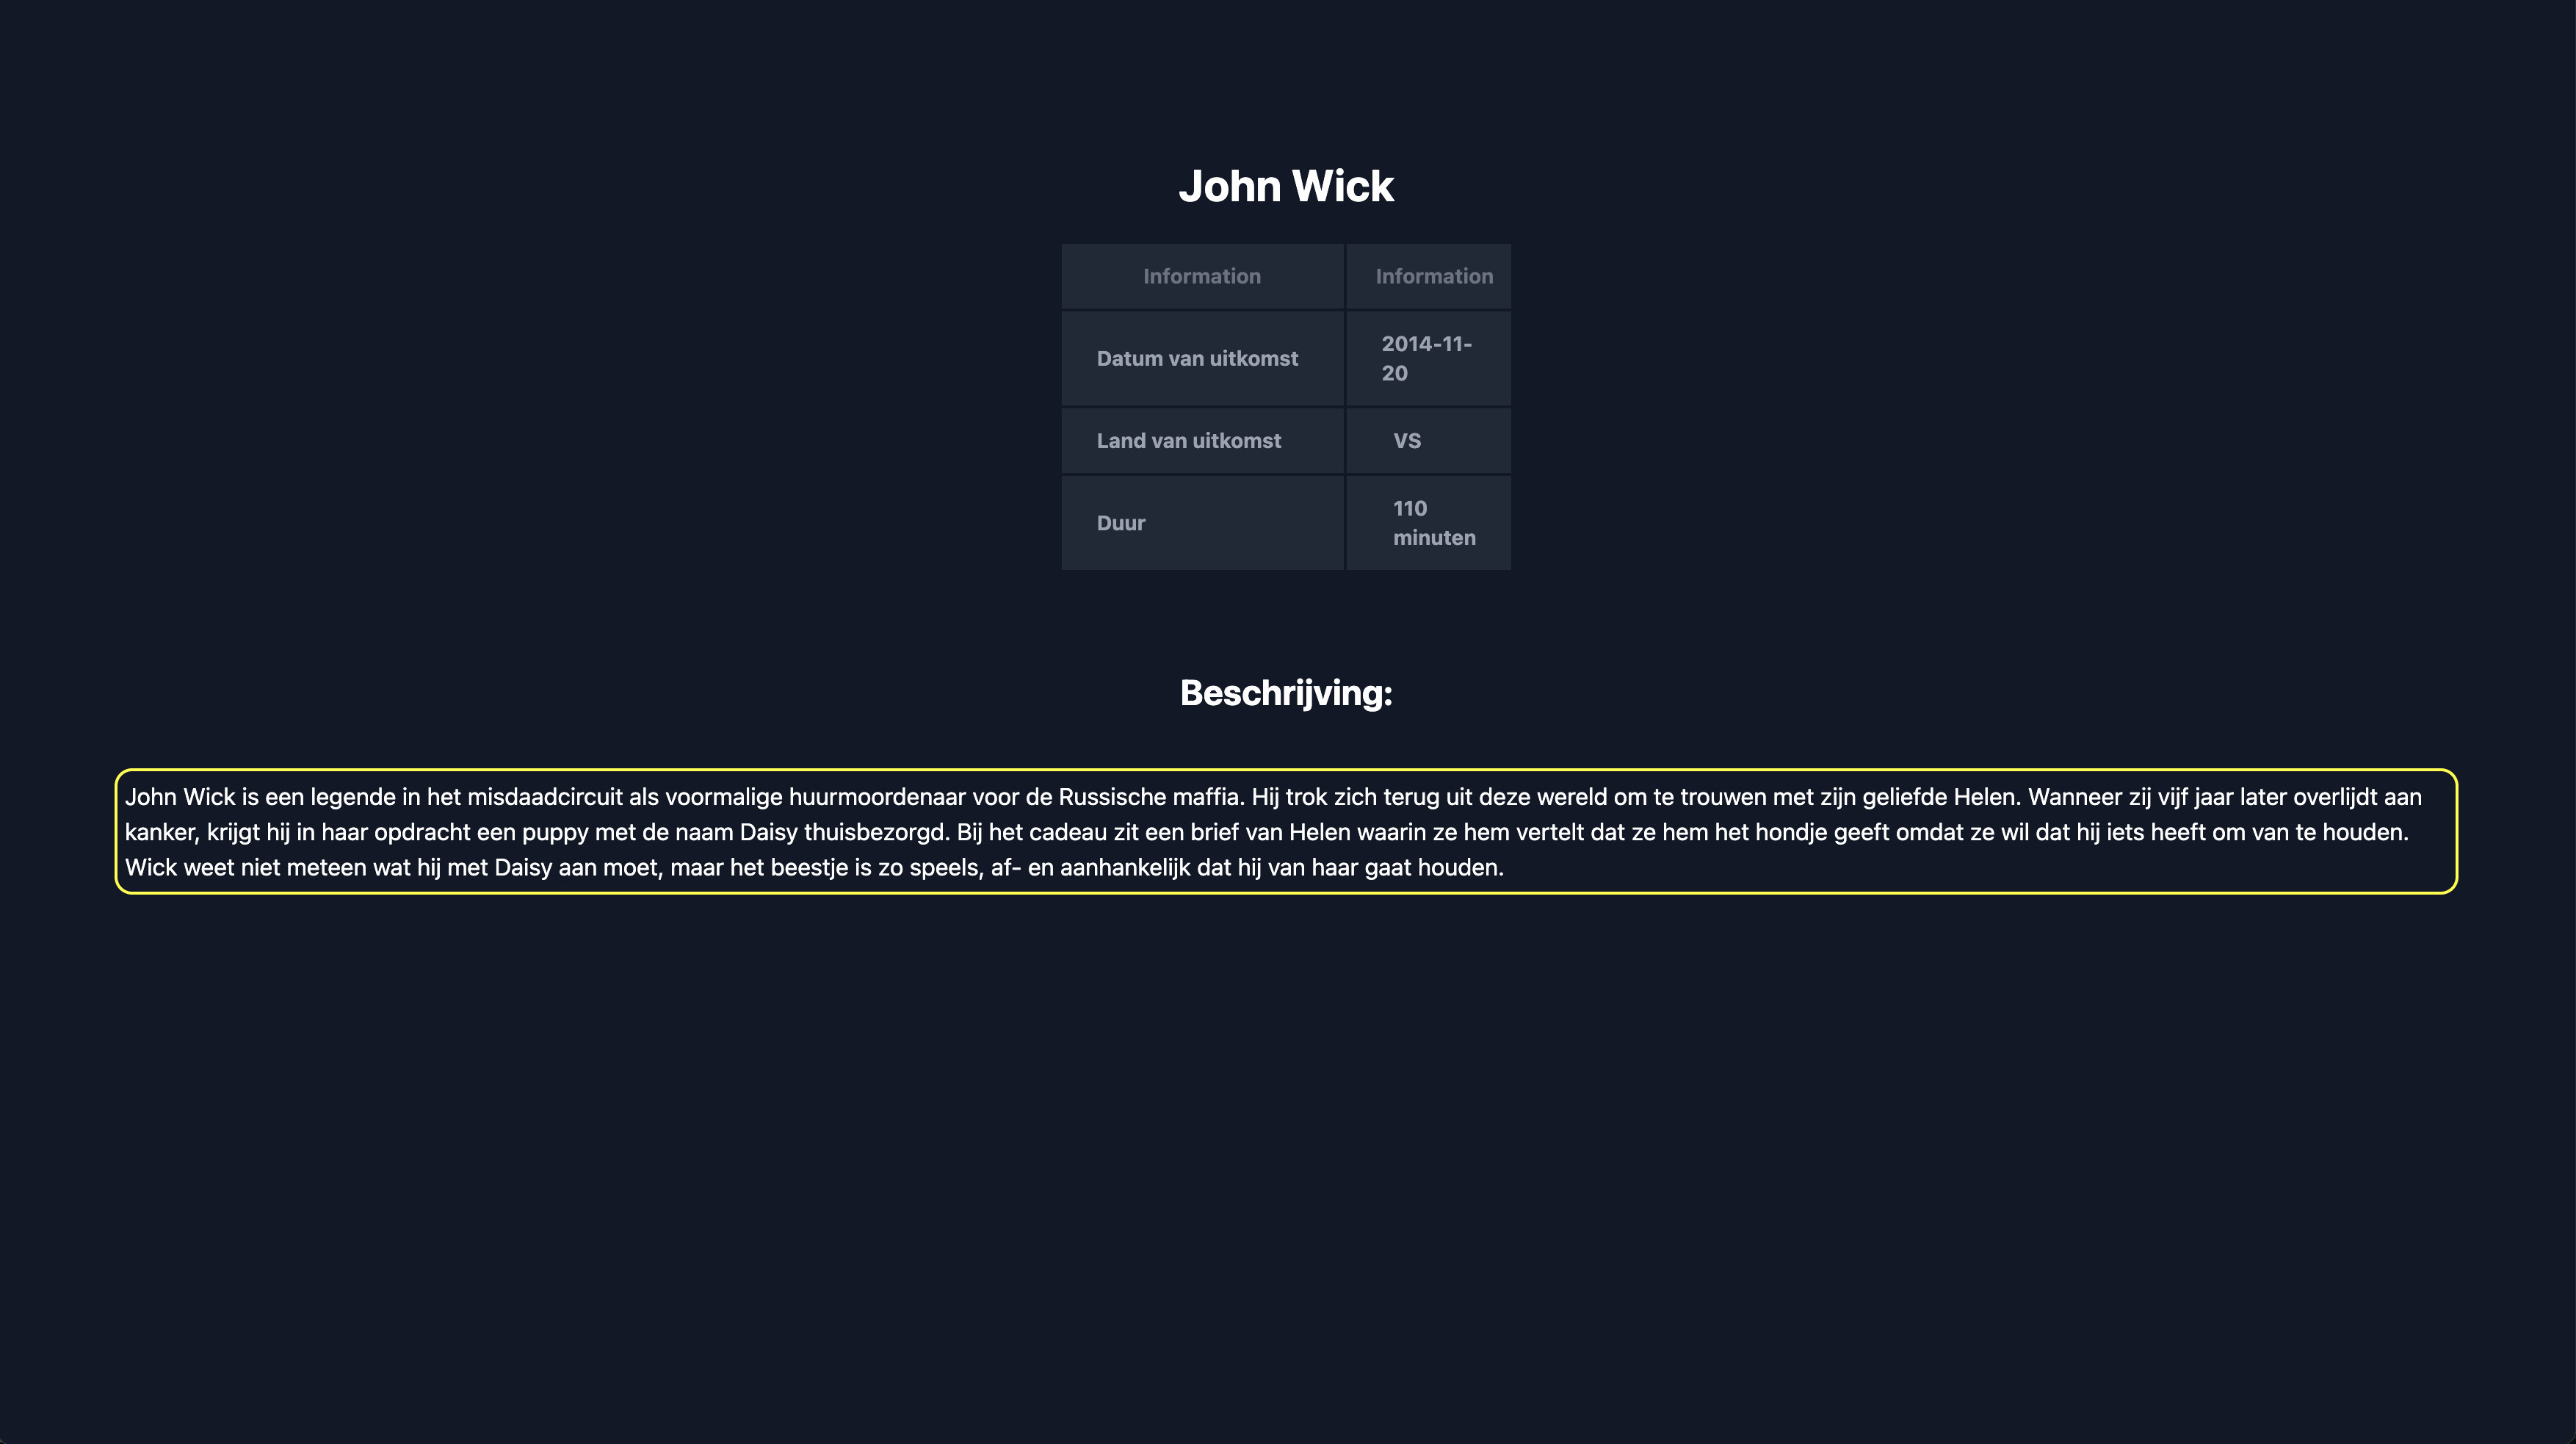 John Wick
Information Information
Datum van uitkomst 2014-11-
20
Land van uitkomst VS
Duur 110
minuten
Beschrijving:
John Wick is een legende in het misdaadcircuit als voormalige huurmoordenaar voor de Russische maffia. Hij trok zich terug uit deze wereld om te trouwen met zijn geliefde Helen. Wanneer zij vijf jaar later overlijdt aan
kanker, krijgt hij in haar opdracht een puppy met de naam Daisy thuisbezorgd. Bij het cadeau zit een brief van Helen waarin ze hem vertelt dat ze hem het hondje geeft omdat ze wil dat hij iets heeft om van te houden.
Wick weet niet meteen wat hij met Daisy aan moet, maar het beestje is zo speels, af- en aanhankelijk dat hij van haar gaat houden.